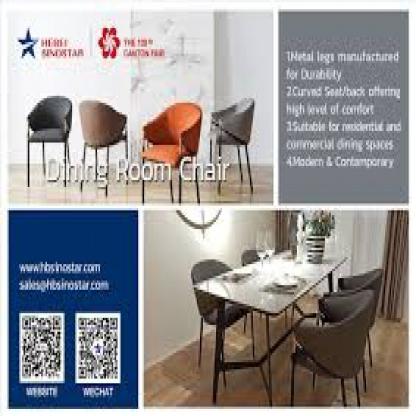 HEBEI
SINOSTAR
THE 133th
CANTON FAIR
Dining Room Chair
1.Metal legs manufactured
for Durability
2.Curved Seat/back offering
high level of comfort
3.Suitable for residential and
commercial dining spaces
4.Modern & Contemporary
www.hbsinostar.com
sales@hbsinostar.com
WEBSITE
WECHAT